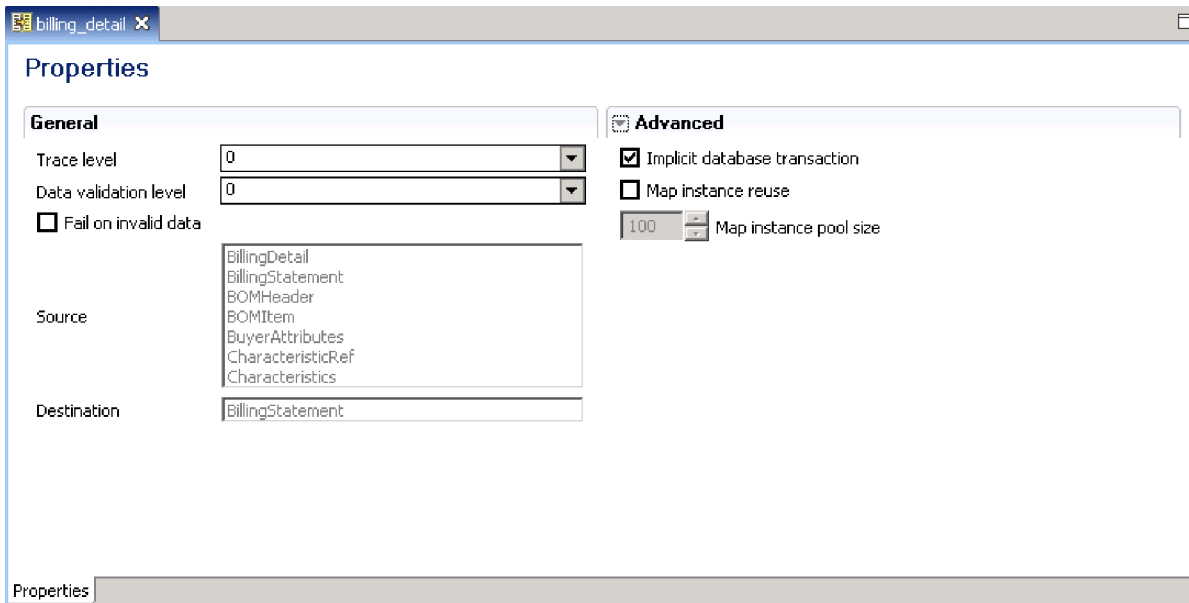 billing_detail
Properties
General
Trace level
0
Data validation level
0
Fail on invalid data
Source
BillingDetail
BillingStatement
BOMHeader
BOMItem
BuyerAttributes
CharacteristicRef
Characteristics
Destination
BillingStatement
Advanced
Implicit database transaction
Map instance reuse
100 Map instance pool size
Properties